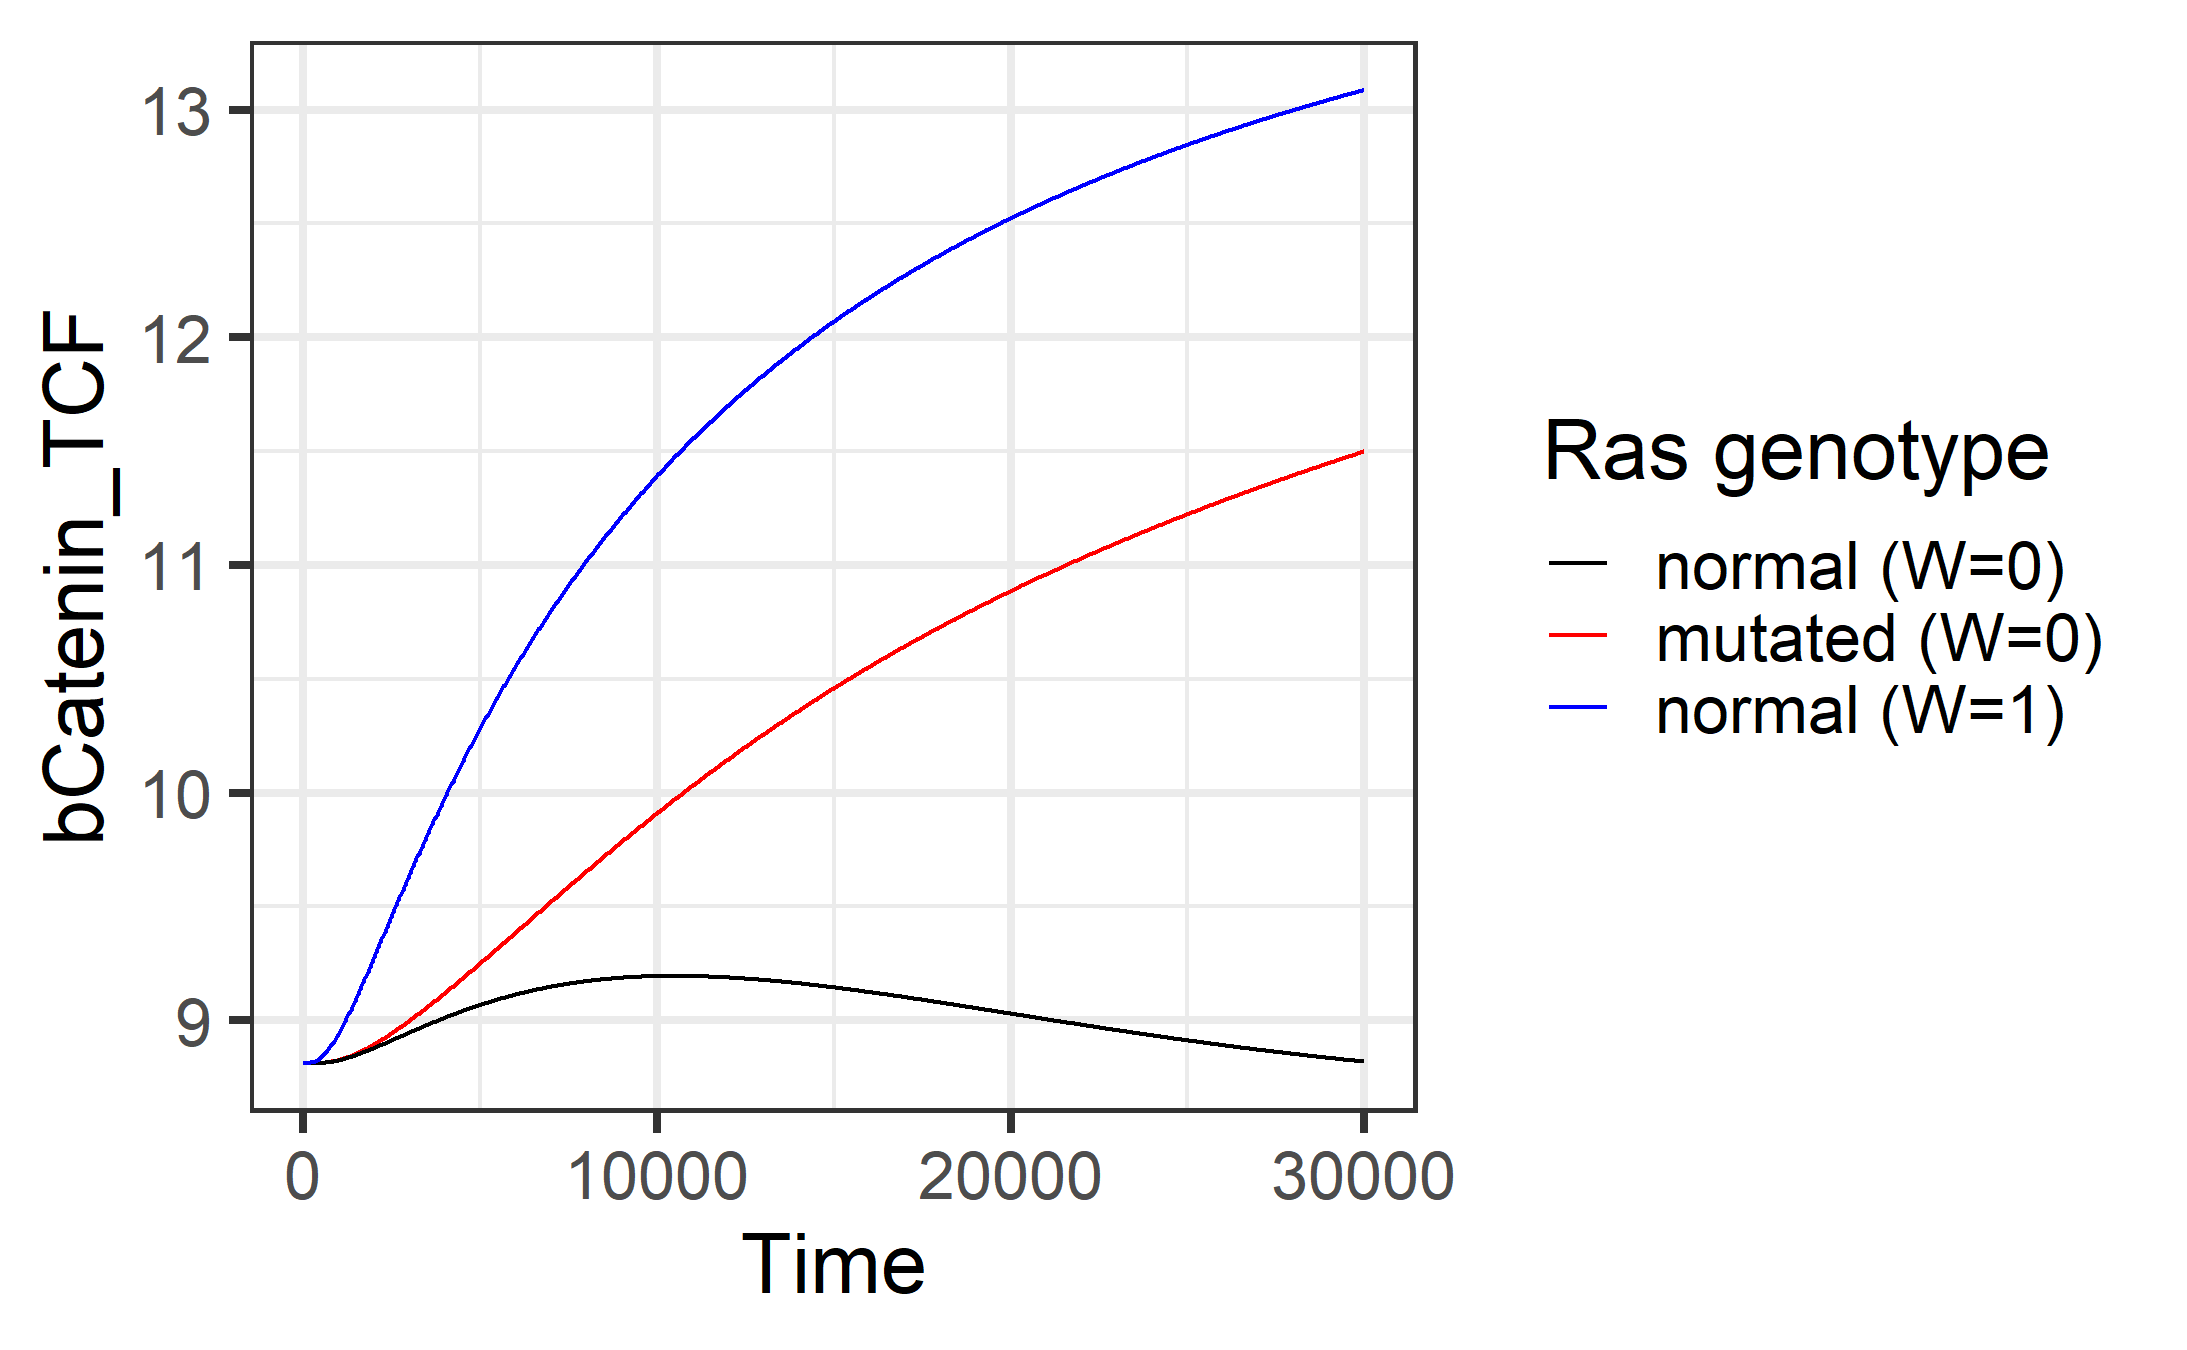 13
12
11
10
9
bCatenin_TCF
0 10000 20000 30000
Time
Ras genotype
normal (W=0)
mutated (W=0)
normal (W=1)